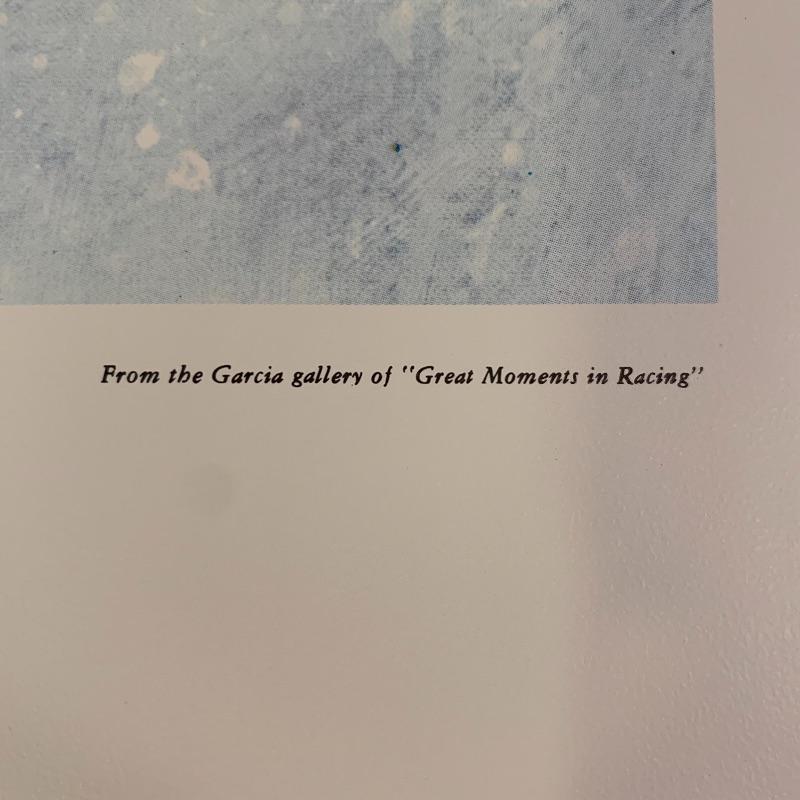 From the Garcia gallery of "Great Moments in Racing"